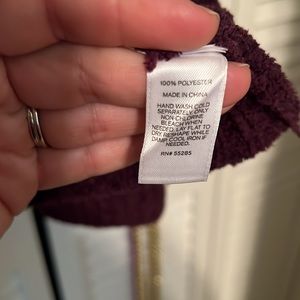 100% POLYESTER
MADE IN CHINA
HAND WASH COLD
SEPARATELY. ONLY
NON-CHLORINE
BLEACH WHEN
NEEDED. LAY FLAT TO
DRY. RESHAPE WHILE
DAMP. COOL IRON IF
NEEDED.
RN# 55285